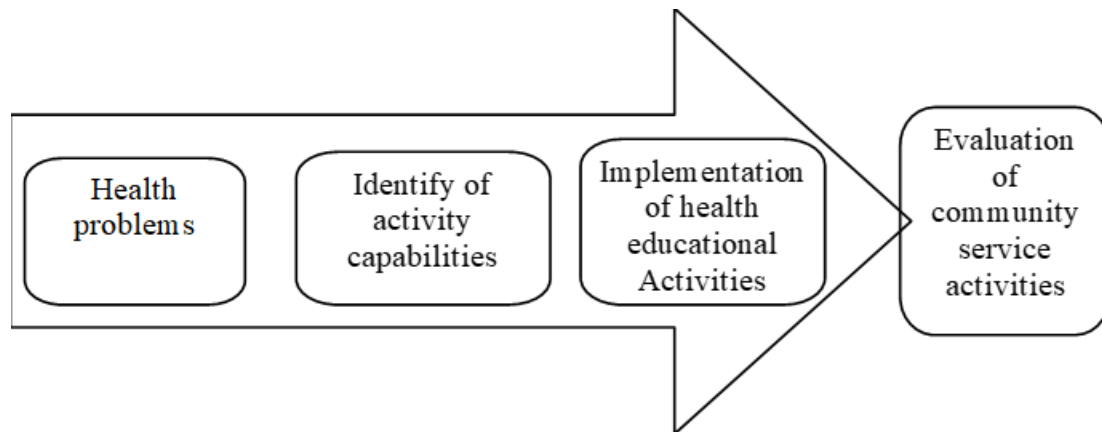 Health
problems
Identify of
activity
capabilities
Implementation
of health
educational
Activities
Evaluation
of
community
service
activities